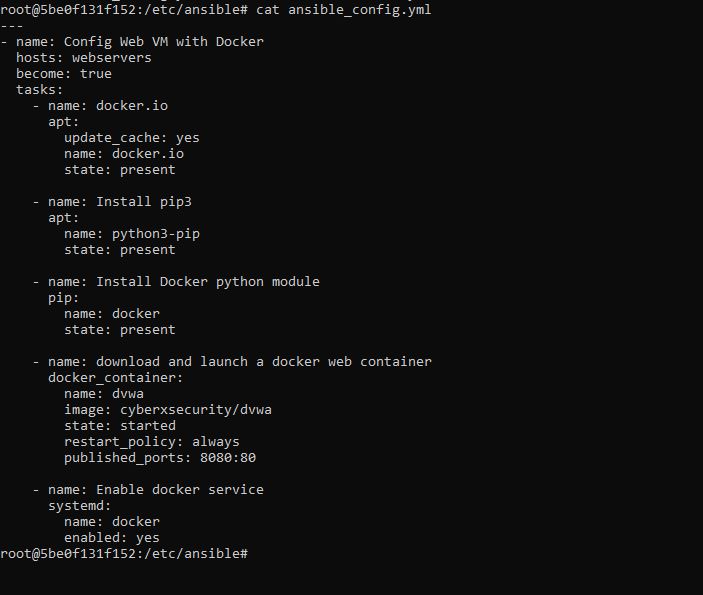 root@5be0f131f152:/etc/ansible# cat ansible_config.yml
---
- name: Config Web VM with Docker
  hosts: webservers
  become: true
  tasks:
    - name: docker.io
      apt:
        update_cache: yes
        name: docker.io
        state: present

    - name: Install pip3
      apt:
        name: python3-pip
        state: present

    - name: Install Docker python module
      pip:
        name: docker
        state: present

    - name: download and launch a docker web container
      docker_container:
        name: dvwa
        image: cyberxsecurity/dvwa
        state: started
        restart_policy: always
        published_ports: 8080:80

    - name: Enable docker service
      systemd:
        name: docker
        enabled: yes
root@5be0f131f152:/etc/ansible#